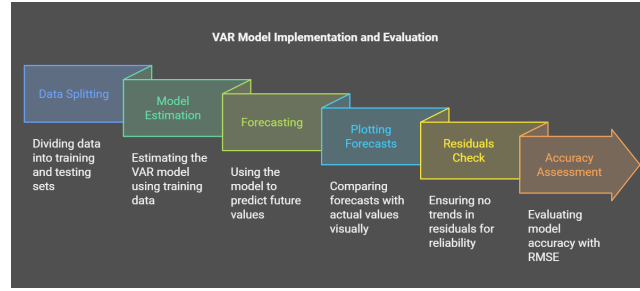 VAR Model Implementation and Evaluation
Data Splitting
Dividing data
into training
and testing
sets
Model
Estimation
Estimating the
VAR model
using training
data
Forecasting
Using the
model to
predict future
values
Plotting
Forecasts
Comparing
forecasts with
actual values
visually
Residuals
Check
Ensuring no
trends in
residuals for
reliability
Accuracy
Assessment
Evaluating
model
accuracy with
RMSE